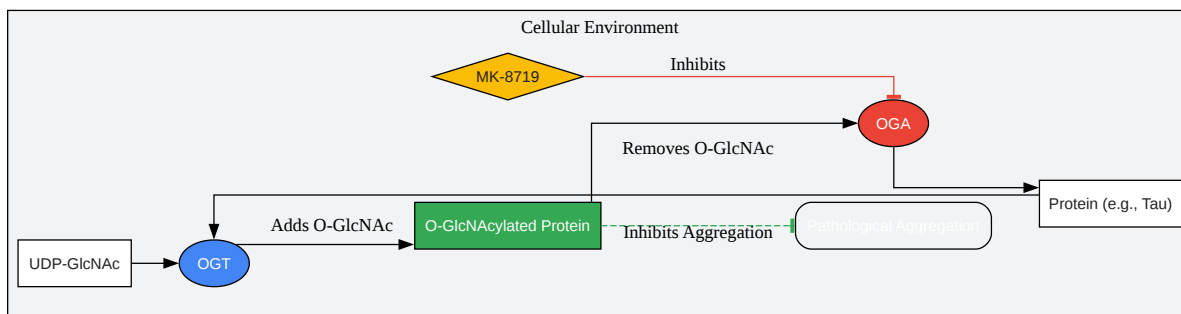 Cellular Environment
MK-8719
Inhibits
OGA
Removes O-GlcNAc
Protein (e.g., Tau)
Adds O-GlcNAc
O-GlcNAcylated Protein
Inhibits Aggregation
Pathological Aggregation
UDP-GlcNAc
OGT